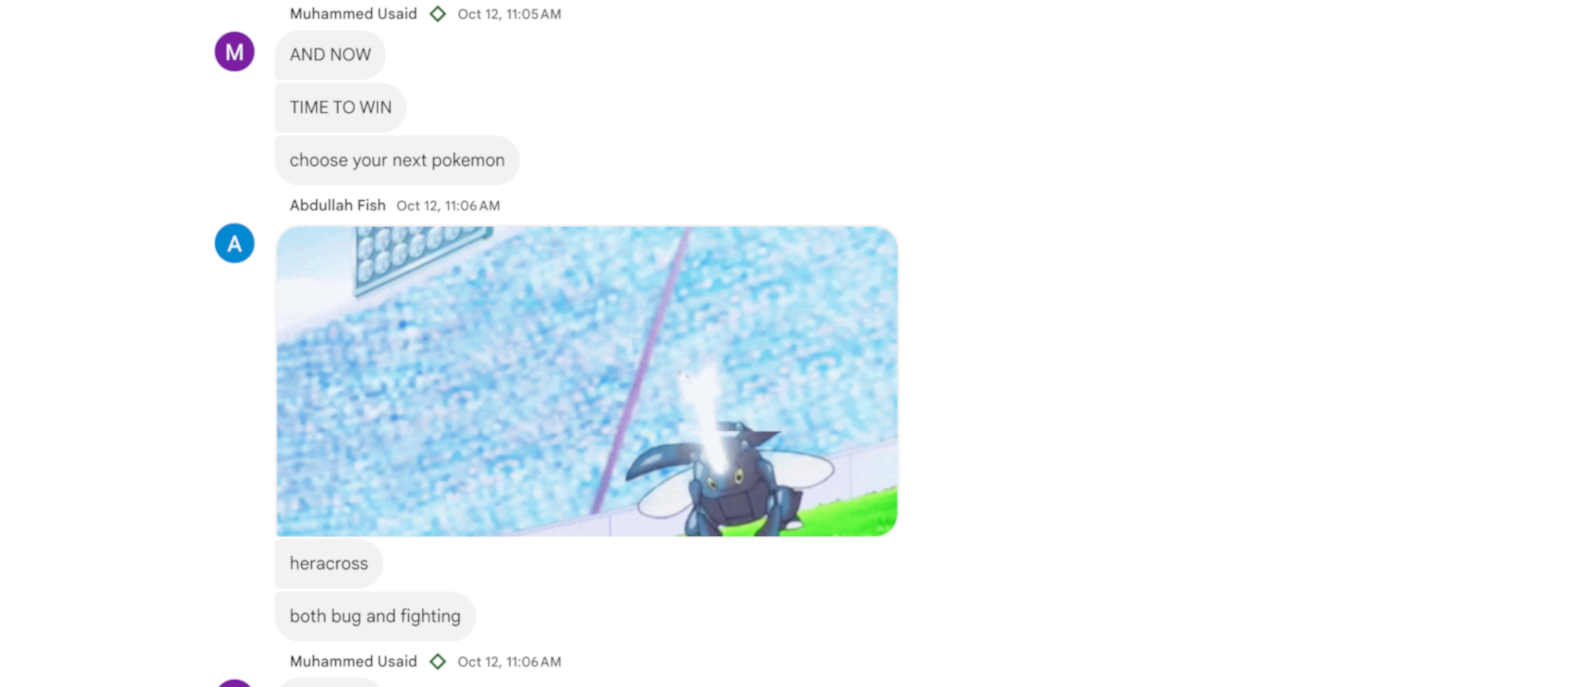 Muhammed Usaid Oct 12, 11:05 AM
M
AND NOW
TIME TO WIN
choose your next pokemon
Abdullah Fish Oct 12, 11:06 AM
A
heracross
both bug and fighting
Muhammed Usaid Oct 12, 11:06 AM